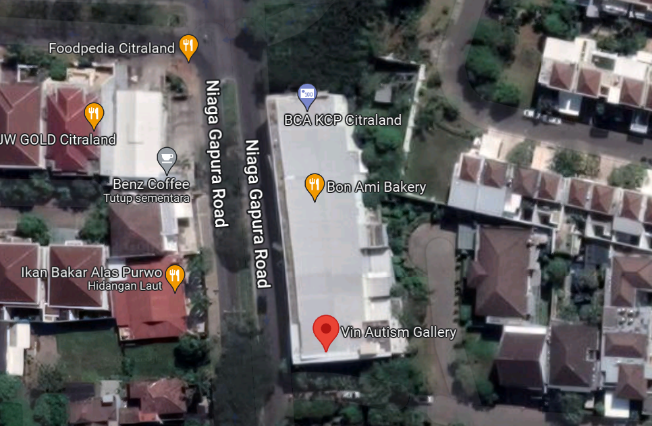 Foodpedia Citraland
JW GOLD Citraland
BCA KCP Citraland
Benz Coffee
Tutup sementara
Bon Ami Bakery
Niaga Gapura Road
Niaga Gapura Road
Ikan Bakar Alas Purwo
Hidangan Laut
Vin Autism Gallery